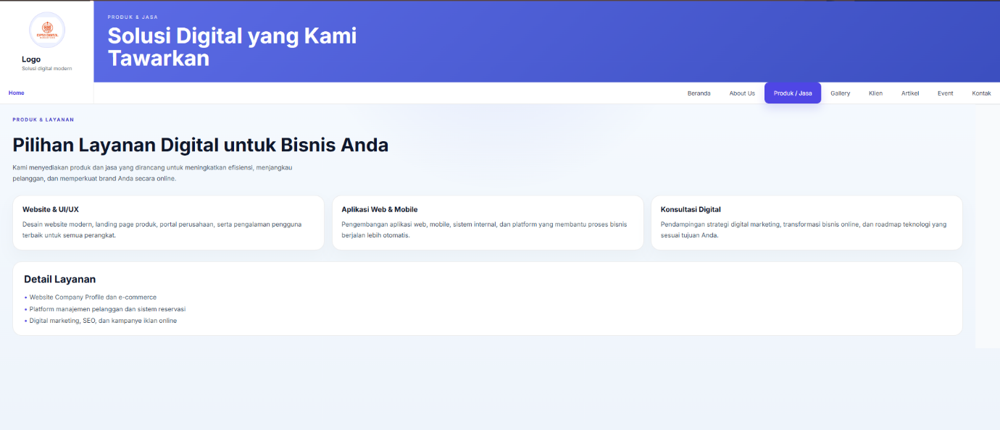 CIPTA DIGITAL
Logo
Solusi digital modern
PRODUK & JASA
Solusi Digital yang Kami
Tawarkan
Home
Beranda
About Us
Produk / Jasa
Gallery
Klien
Artikel
Event
Kontak
PRODUK & LAYANAN
Pilihan Layanan Digital untuk Bisnis Anda
Kami menyediakan produk dan jasa yang dirancang untuk meningkatkan efisiensi, menjangkau
pelanggan, dan memperkuat brand Anda secara online.
Website & UI/UX
Desain website modern, landing page produk, portal perusahaan, serta pengalaman pengguna
terbaik untuk semua perangkat.
Aplikasi Web & Mobile
Pengembangan aplikasi web, mobile, sistem internal, dan platform yang membantu proses bisnis
berjalan lebih otomatis.
Konsultasi Digital
Pendampingan strategi digital marketing, transformasi bisnis online, dan roadmap teknologi yang
sesuai tujuan Anda.
Detail Layanan
• Website Company Profile dan e-commerce
• Platform manajemen pelanggan dan sistem reservasi
• Digital marketing, SEO, dan kampanye iklan online